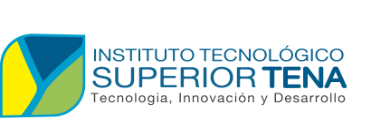 INSTITUTO TECNOLÓGICO
SUPERIOR TENA
Tecnologia, Innovación y Desarrollo